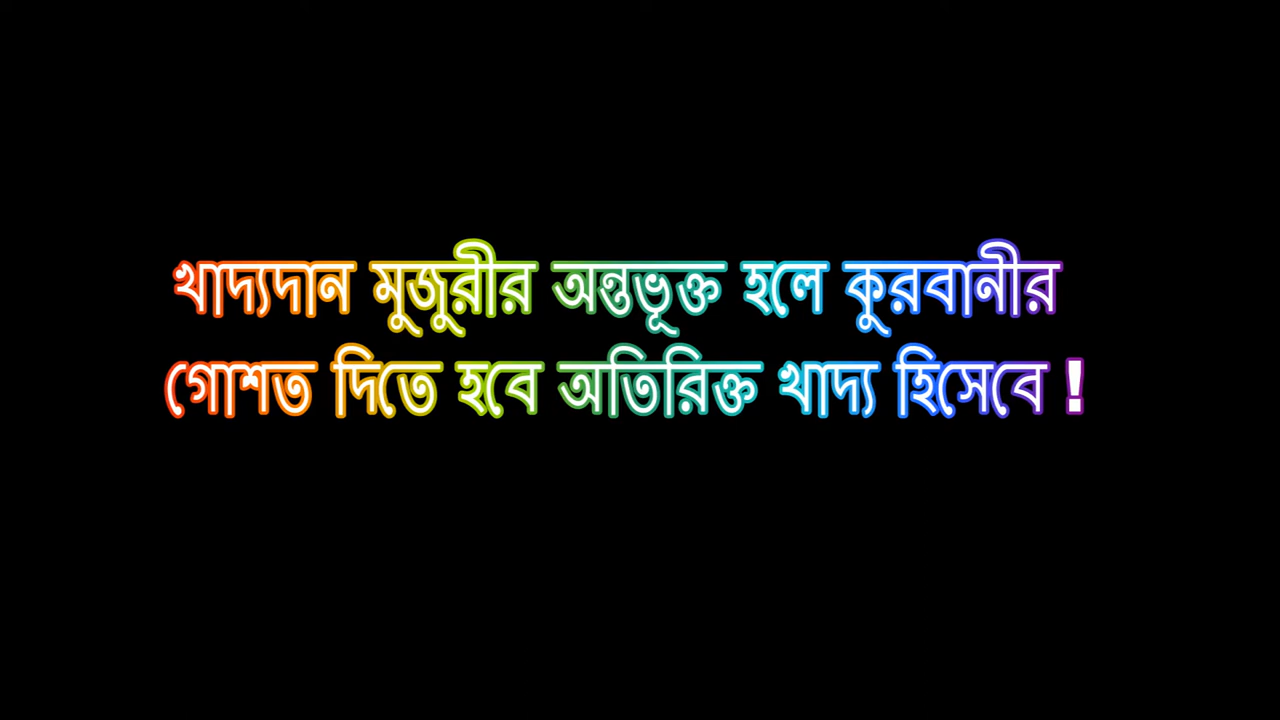 খাদ্যদান মুজুরীর অন্তভূক্ত হলে কুরবানীর
গোশত দিতে হবে অতিরিক্ত খাদ্য হিসেবে !